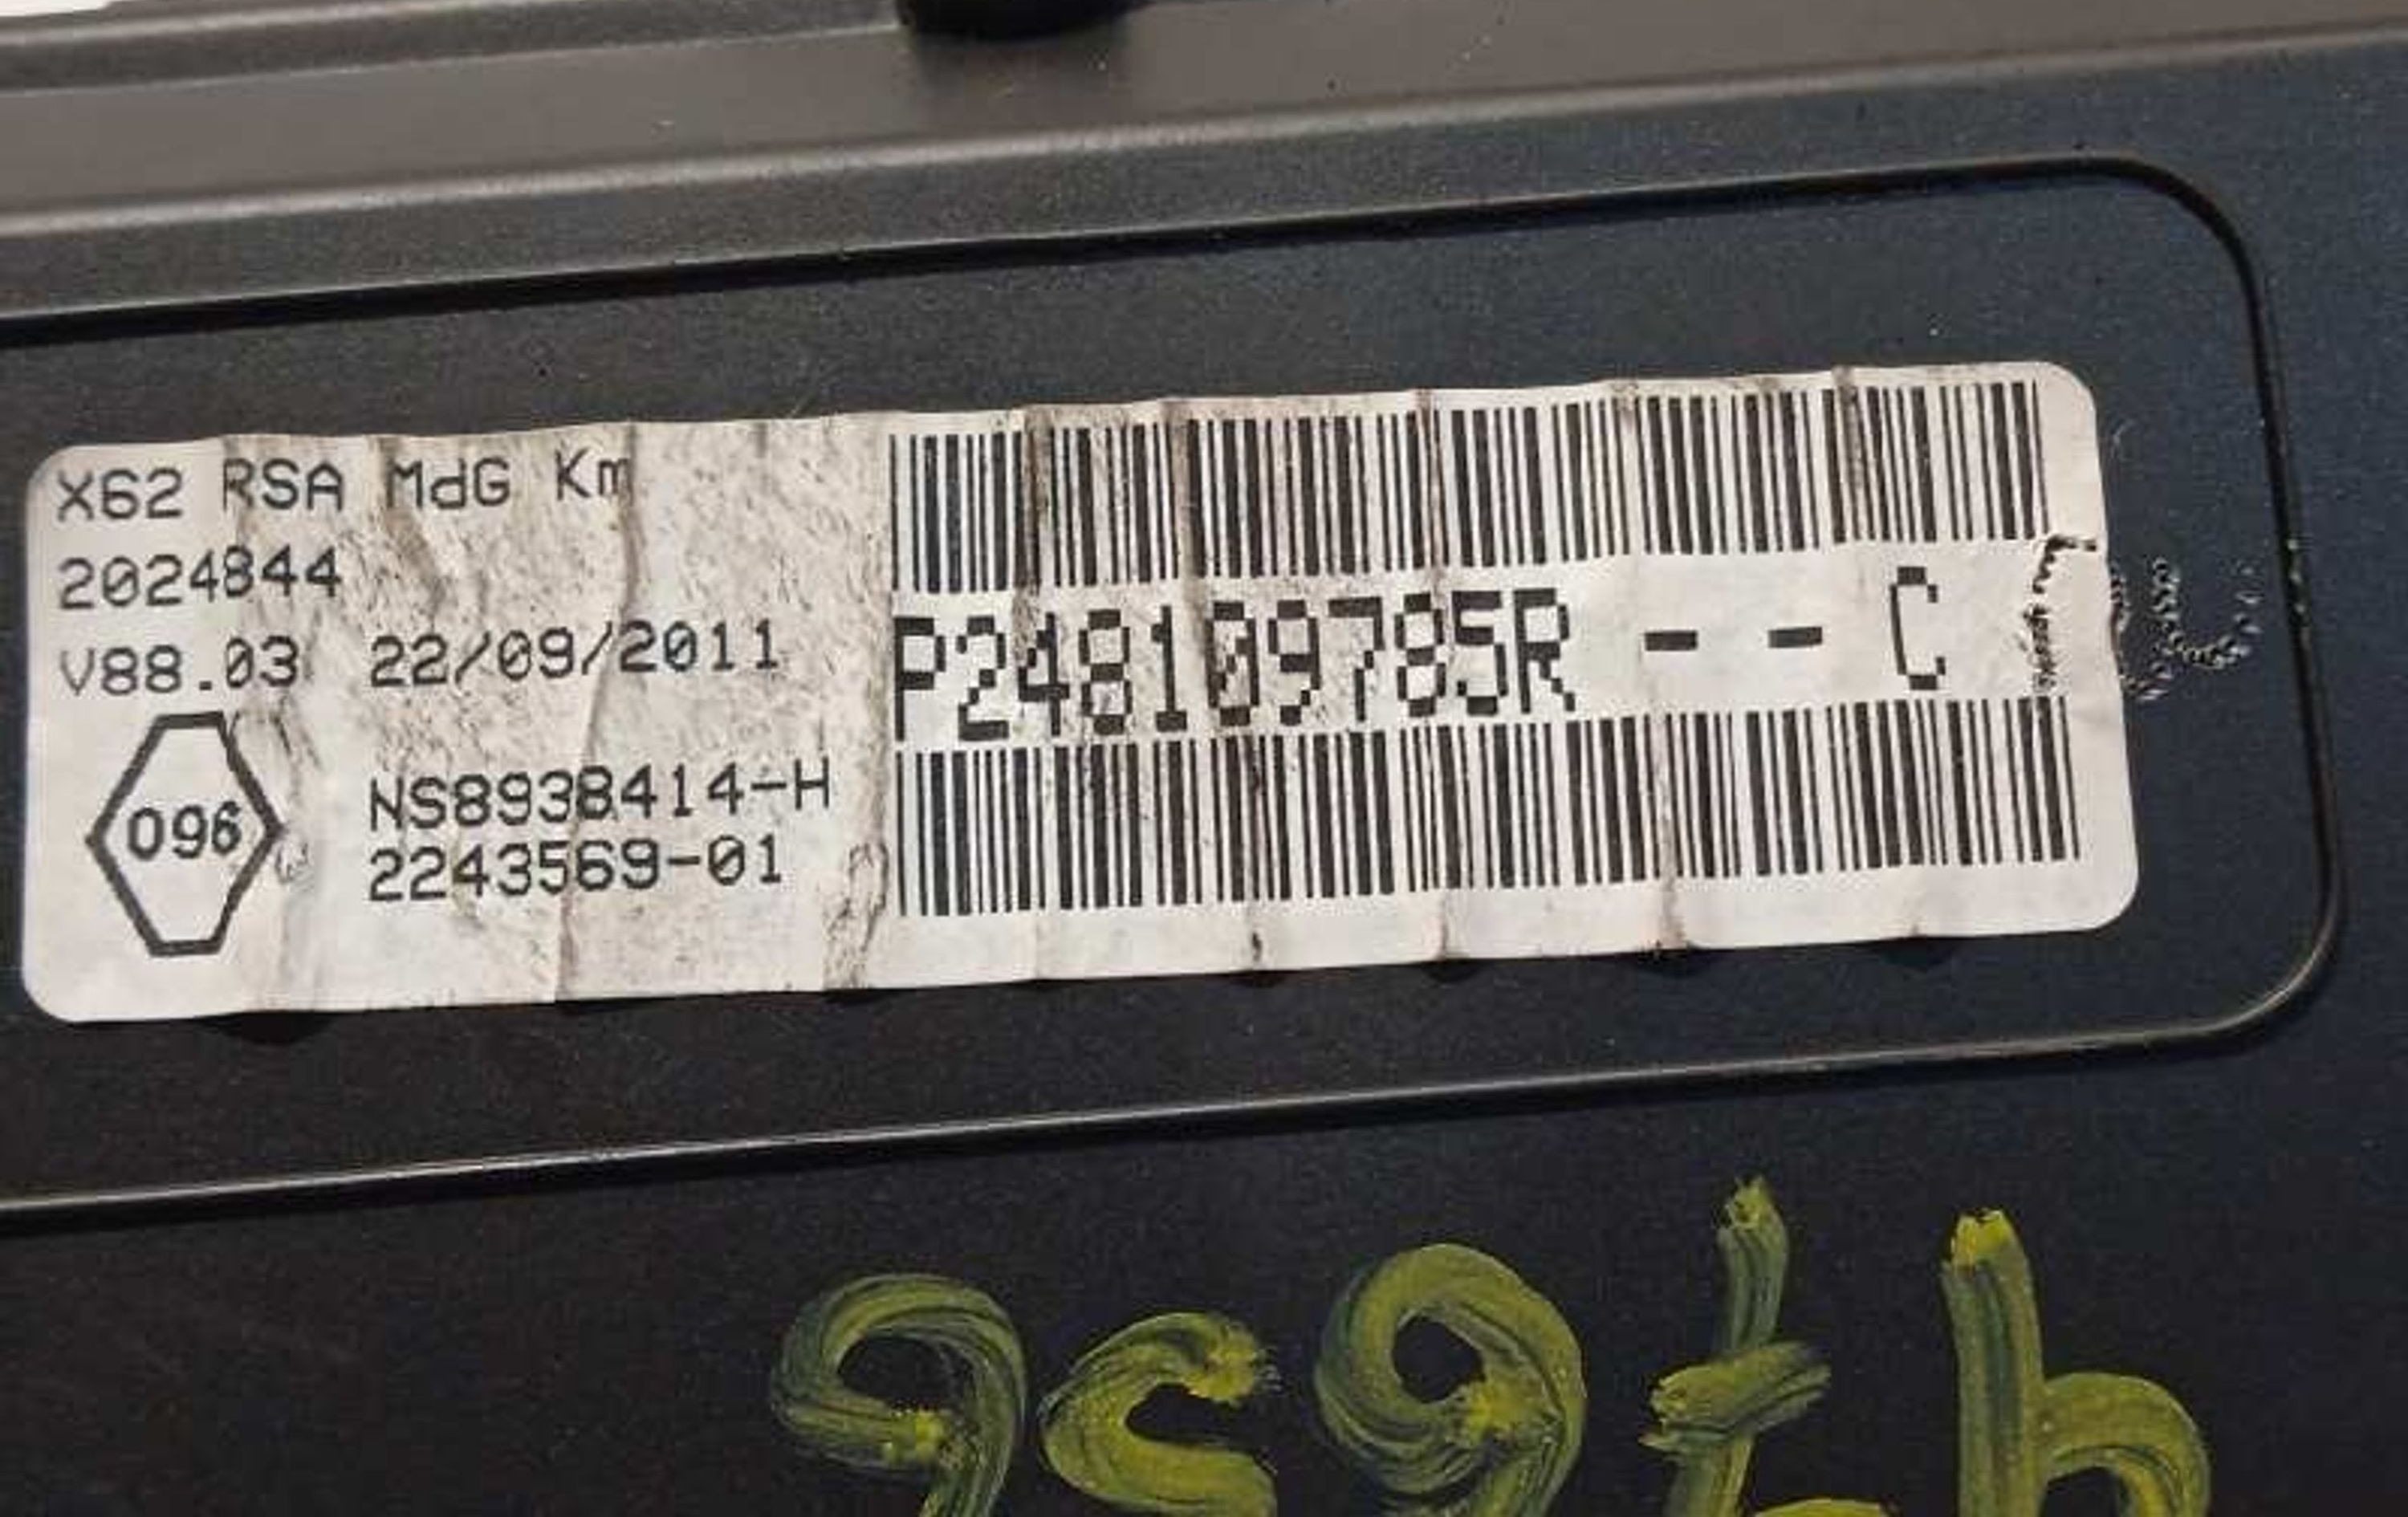 X62 RSA MdG Km
2024844
V88.03 22/09/2011
096
NS8938414-H
2243569-01
P248109785R -- C